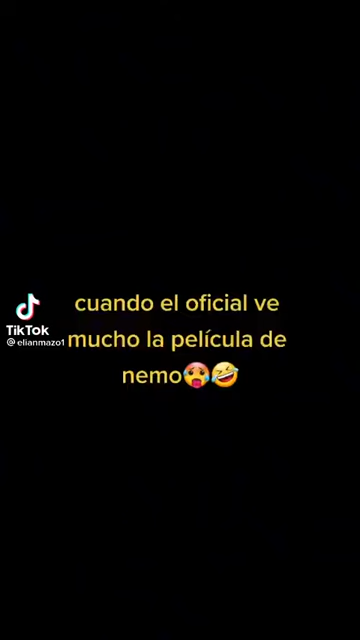 cuando el oficial ve
mucho la película de
nemo🥵🤣
TikTok
@elianmazo1